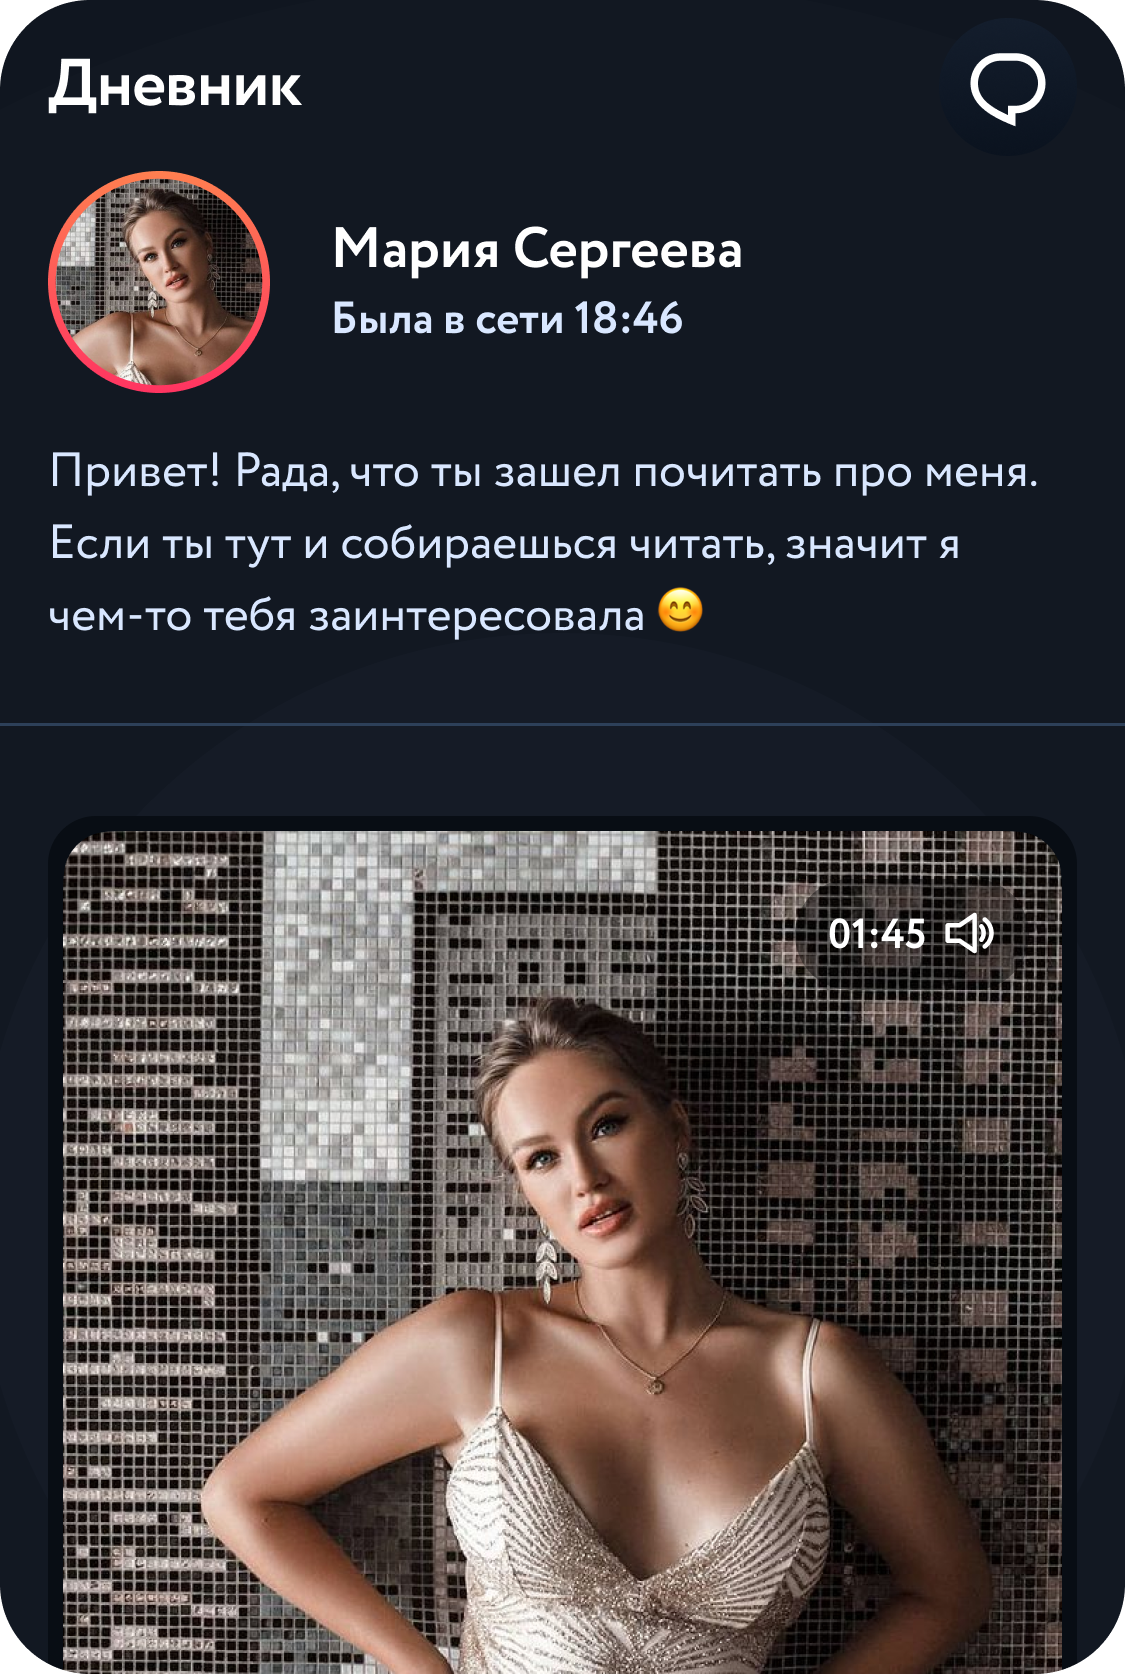 Дневник
Мария Сергеева
Была в сети 18:46
Привет! Рада, что ты зашел почитать про меня.
Если ты тут и собираешься читать, значит я
чем-то тебя заинтересовала 😊
01:45